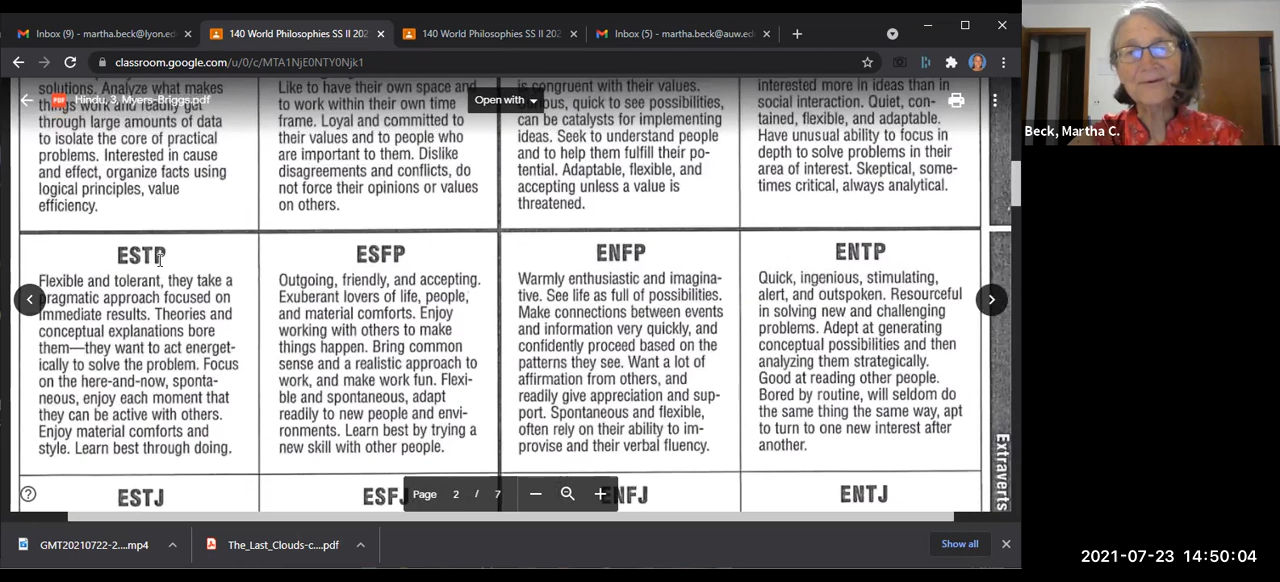 Inbox (9) - martha.beck@lyon.ed
140 World Philosophies SS II 202
140 World Philosophies SS II 202
Inbox (5) - martha.beck@auw.ed
classroom.google.com/u/0/c/MTA1NjE0NTY0Njk1
Hindu, 3, Myers-Briggs.pdf
Open with
solutions. Analyze what makes
things work and readily get
through large amounts of data
to isolate the core of practical
problems. Interested in cause
and effect, organize facts using
logical principles, value
efficiency.
Like to have their own space and
to work within their own time
frame. Loyal and committed to
their values and to people who
are important to them. Dislike
disagreements and conflicts, do
not force their opinions or values
on others.
is congruent with their values.
quick to see possibilities,
can be catalysts for implementing
ideas. Seek to understand people
and to help them fulfill their po-
tential. Adaptable, flexible, and
accepting unless a value is
threatened.
interested more in ideas than in
social interaction. Quiet, con-
tained, flexible, and adaptable.
Have unusual ability to focus in
depth to solve problems in their
area of interest. Skeptical, some-
times critical, always analytical.
ESTP
Flexible and tolerant, they take a
pragmatic approach focused on
immediate results. Theories and
conceptual explanations bore
them—they want to act energet-
ically to solve the problem. Focus
on the here-and-now, sponta-
neous, enjoy each moment that
they can be active with others.
Enjoy material comforts and
style. Learn best through doing.
ESFP
Outgoing, friendly, and accepting.
Exuberant lovers of life, people,
and material comforts. Enjoy
working with others to make
things happen. Bring common
sense and a realistic approach to
work, and make work fun. Flexi-
ble and spontaneous, adapt
readily to new people and envi-
ronments. Learn best by trying a
new skill with other people.
ENFP
Warmly enthusiastic and imagina-
tive. See life as full of possibilities.
Make connections between events
and information very quickly, and
confidently proceed based on the
patterns they see. Want a lot of
affirmation from others, and
readily give appreciation and sup-
port. Spontaneous and flexible,
often rely on their ability to im-
provise and their verbal fluency.
ENTP
Quick, ingenious, stimulating,
alert, and outspoken. Resourceful
in solving new and challenging
problems. Adept at generating
conceptual possibilities and then
analyzing them strategically.
Good at reading other people.
Bored by routine, will seldom do
the same thing the same way, apt
to turn to one new interest after
another.
Extraverts
ESTJ
ESFJ
ENFJ
ENTJ
Page 2 / 7
GMT20210722-2....mp4
The_Last_Clouds-c....pdf
Show all
Beck, Martha C.
2021-07-23 14:50:04